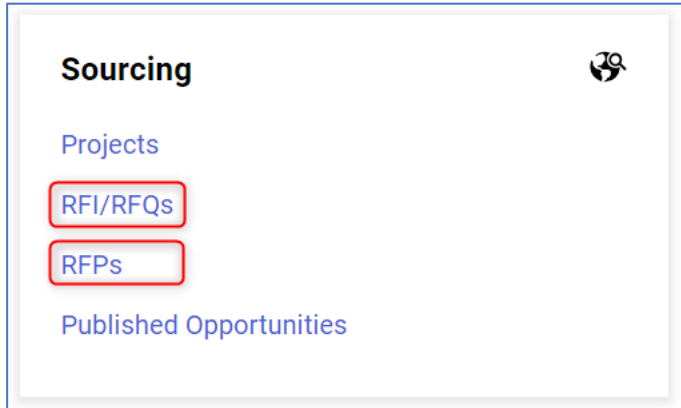 Sourcing
Projects
RFI/RFQs
RFPs
Published Opportunities